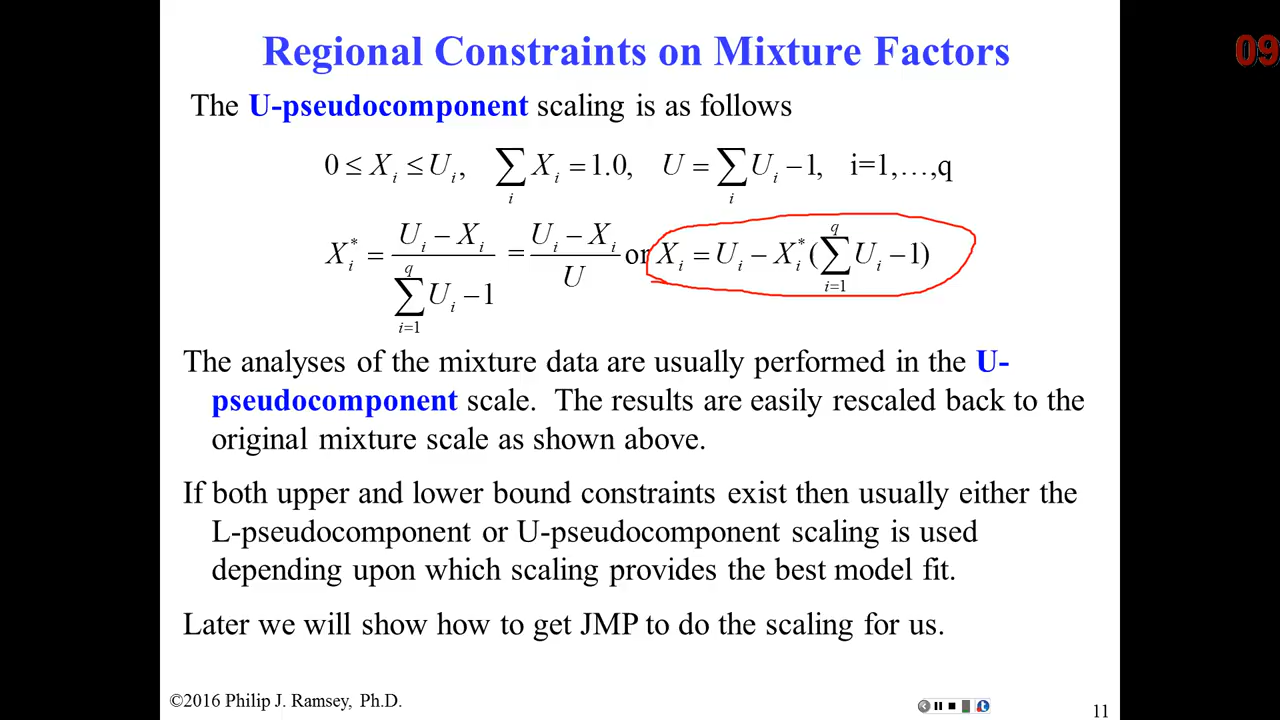 Regional Constraints on Mixture Factors
09
The U-pseudocomponent scaling is as follows
0 ≤ X_i ≤ U_i, ∑_i X_i = 1.0, U = ∑_i U_i − 1, i=1,…,q
X_i^* = (U_i − X_i) / (∑_{i=1}^q U_i − 1) = (U_i − X_i) / U or X_i = U_i − X_i^* (∑_{i=1}^q U_i − 1)
The analyses of the mixture data are usually performed in the U-
pseudocomponent scale. The results are easily rescaled back to the
original mixture scale as shown above.
If both upper and lower bound constraints exist then usually either the
L-pseudocomponent or U-pseudocomponent scaling is used
depending upon which scaling provides the best model fit.
Later we will show how to get JMP to do the scaling for us.
©2016 Philip J. Ramsey, Ph.D.
11